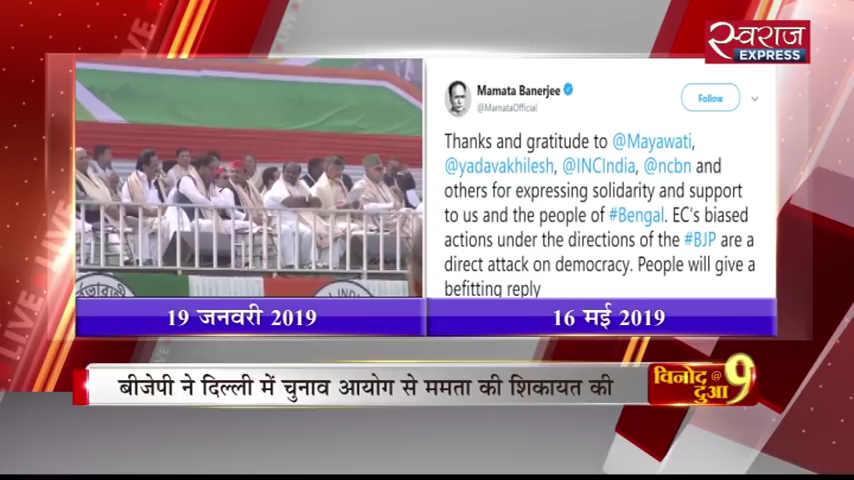 स्वराज
EXPRESS
LIVE
LIVE
LIVE
Mamata Banerjee
@MamataOfficial
Follow
Thanks and gratitude to @Mayawati,
@yadavakhilesh, @INCIndia, @ncbn and
others for expressing solidarity and support
to us and the people of #Bengal. EC's biased
actions under the directions of the #BJP are a
direct attack on democracy. People will give a
befitting reply
19 जनवरी 2019
16 मई 2019
बीजेपी ने दिल्ली में चुनाव आयोग से ममता की शिकायत की
विनोद @ 9
दुआ